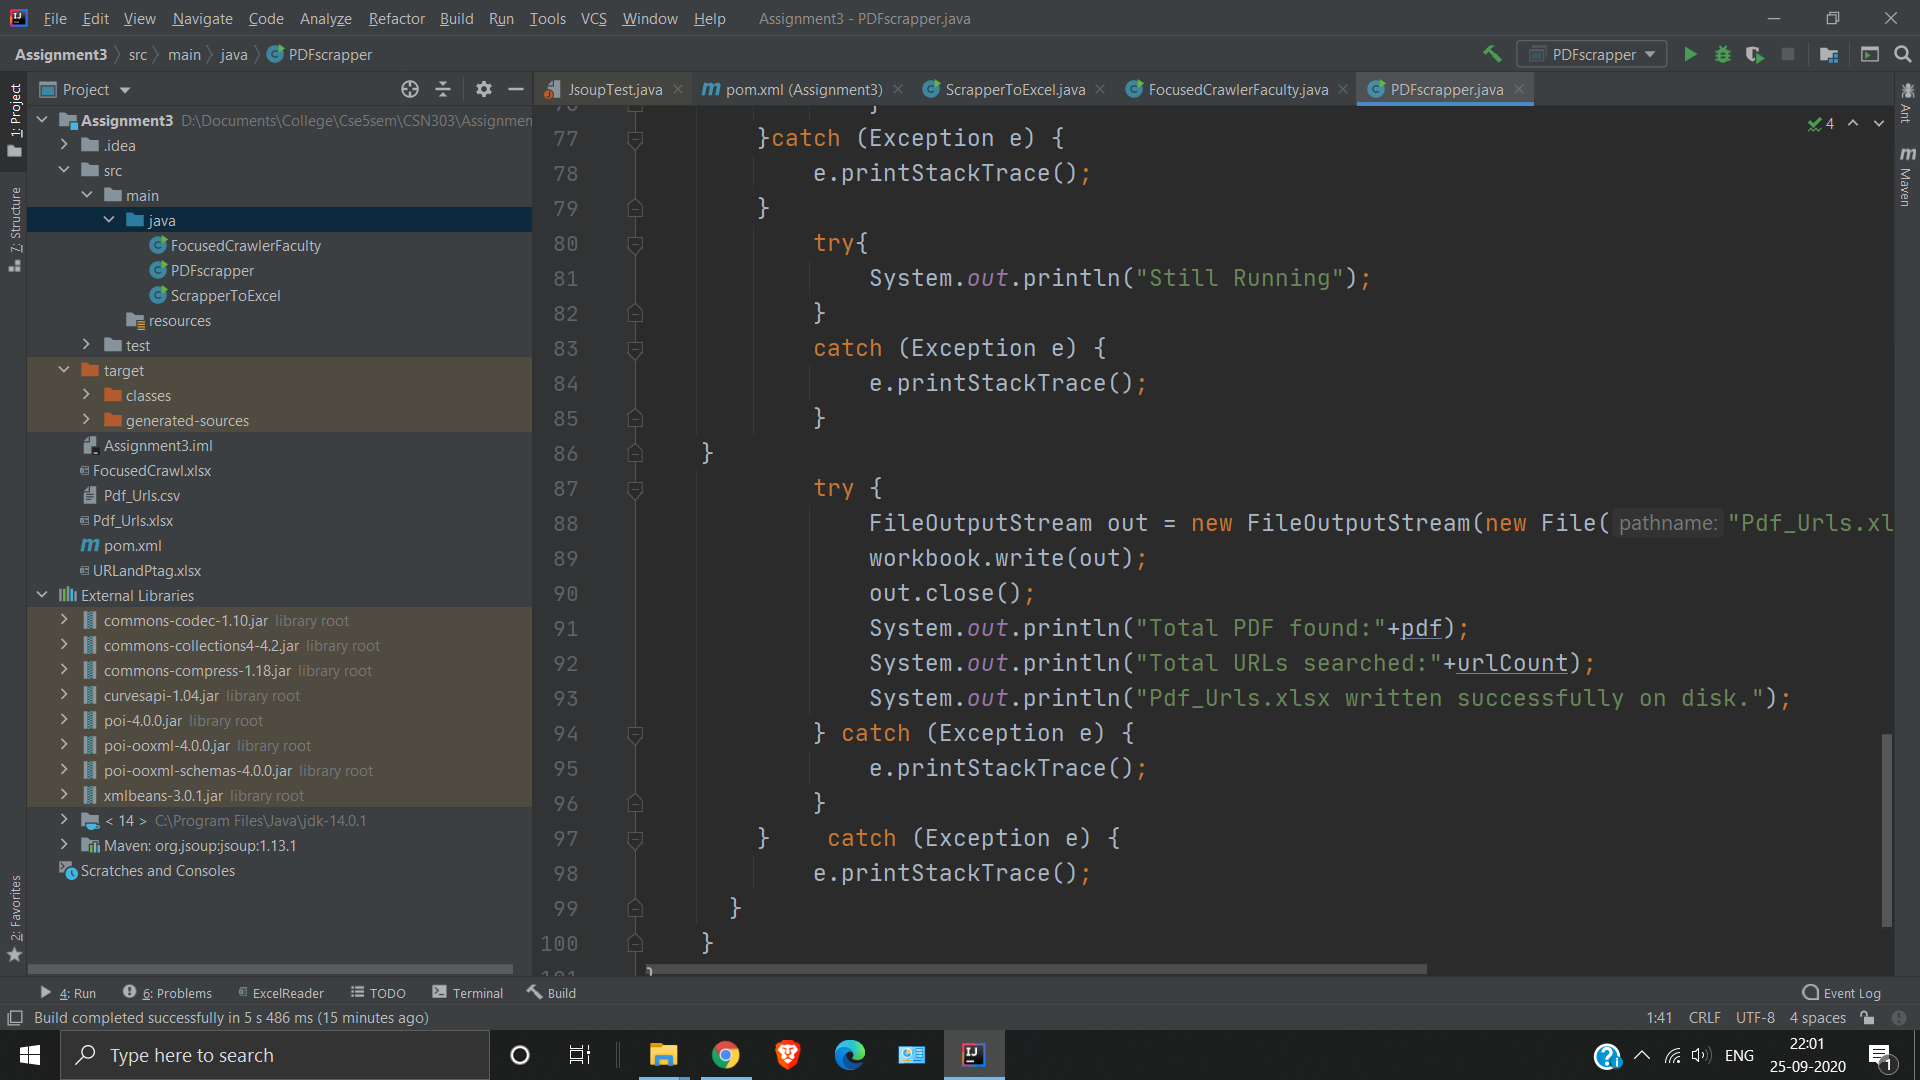 File Edit View Navigate Code Analyze Refactor Build Run Tools VCS Window Help Assignment3 - PDFscrapper.java
Assignment3 src main java PDFscrapper PDFscrapper
Project JsoupTest.java pom.xml (Assignment3) ScrapperToExcel.java FocusedCrawlerFaculty.java PDFscrapper.java
1: Project
7: Structure
2: Favorites
Ant
Maven
Assignment3 D:\Documents\College\Cse5sem\CSN303\Assignmen
.idea
src
main
java
FocusedCrawlerFaculty
PDFscrapper
ScrapperToExcel
resources
test
target
classes
generated-sources
Assignment3.iml
FocusedCrawl.xlsx
Pdf_Urls.csv
Pdf_Urls.xlsx
pom.xml
URLandPtag.xlsx
External Libraries
commons-codec-1.10.jar library root
commons-collections4-4.2.jar library root
commons-compress-1.18.jar library root
curvesapi-1.04.jar library root
poi-4.0.0.jar library root
poi-ooxml-4.0.0.jar library root
poi-ooxml-schemas-4.0.0.jar library root
xmlbeans-3.0.1.jar library root
< 14 > C:\Program Files\Java\jdk-14.0.1
Maven: org.jsoup:jsoup:1.13.1
Scratches and Consoles
4
77 }catch (Exception e) {
78 e.printStackTrace();
79 }
80 try{
81 System.out.println("Still Running");
82 }
83 catch (Exception e) {
84 e.printStackTrace();
85 }
86 }
87 try {
88 FileOutputStream out = new FileOutputStream(new File( pathname: "Pdf_Urls.xl
89 workbook.write(out);
90 out.close();
91 System.out.println("Total PDF found:"+pdf);
92 System.out.println("Total URLs searched:"+urlCount);
93 System.out.println("Pdf_Urls.xlsx written successfully on disk.");
94 } catch (Exception e) {
95 e.printStackTrace();
96 }
97 } catch (Exception e) {
98 e.printStackTrace();
99 }
100 }
4: Run 6: Problems ExcelReader TODO Terminal Build Event Log
Build completed successfully in 5 s 486 ms (15 minutes ago) 1:41 CRLF UTF-8 4 spaces
Type here to search ENG 22:01
25-09-2020
1